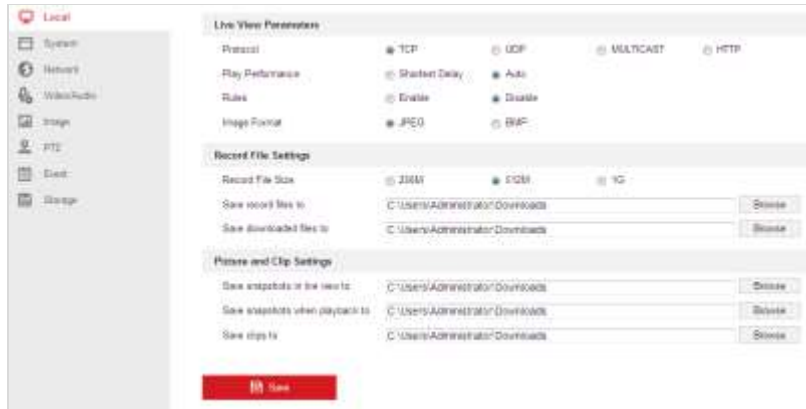 Local
System
Network
Video/Audio
Image
PTZ
Event
Storage
Live View Parameters
Protocol TCP UDP MULTICAST HTTP
Play Performance Shortest Delay Auto
Rules Enable Disable
Image Format JPEG BMP
Record File Settings
Record File Size 256M 512M 1G
Save record files to C:\Users\Administrator\Downloads Browse
Save downloaded files to C:\Users\Administrator\Downloads Browse
Picture and Clip Settings
Save snapshots in live view to C:\Users\Administrator\Downloads Browse
Save snapshots when playback to C:\Users\Administrator\Downloads Browse
Save clips to C:\Users\Administrator\Downloads Browse
Save